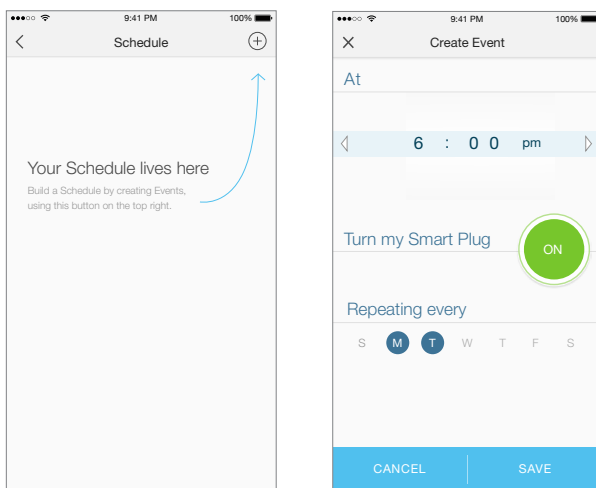 9:41 PM 100%
Schedule
Your Schedule lives here
Build a Schedule by creating Events,
using this button on the top right.
9:41 PM 100%
Create Event
At
6 : 0 0 pm
Turn my Smart Plug
ON
Repeating every
S M T W T F S
CANCEL SAVE